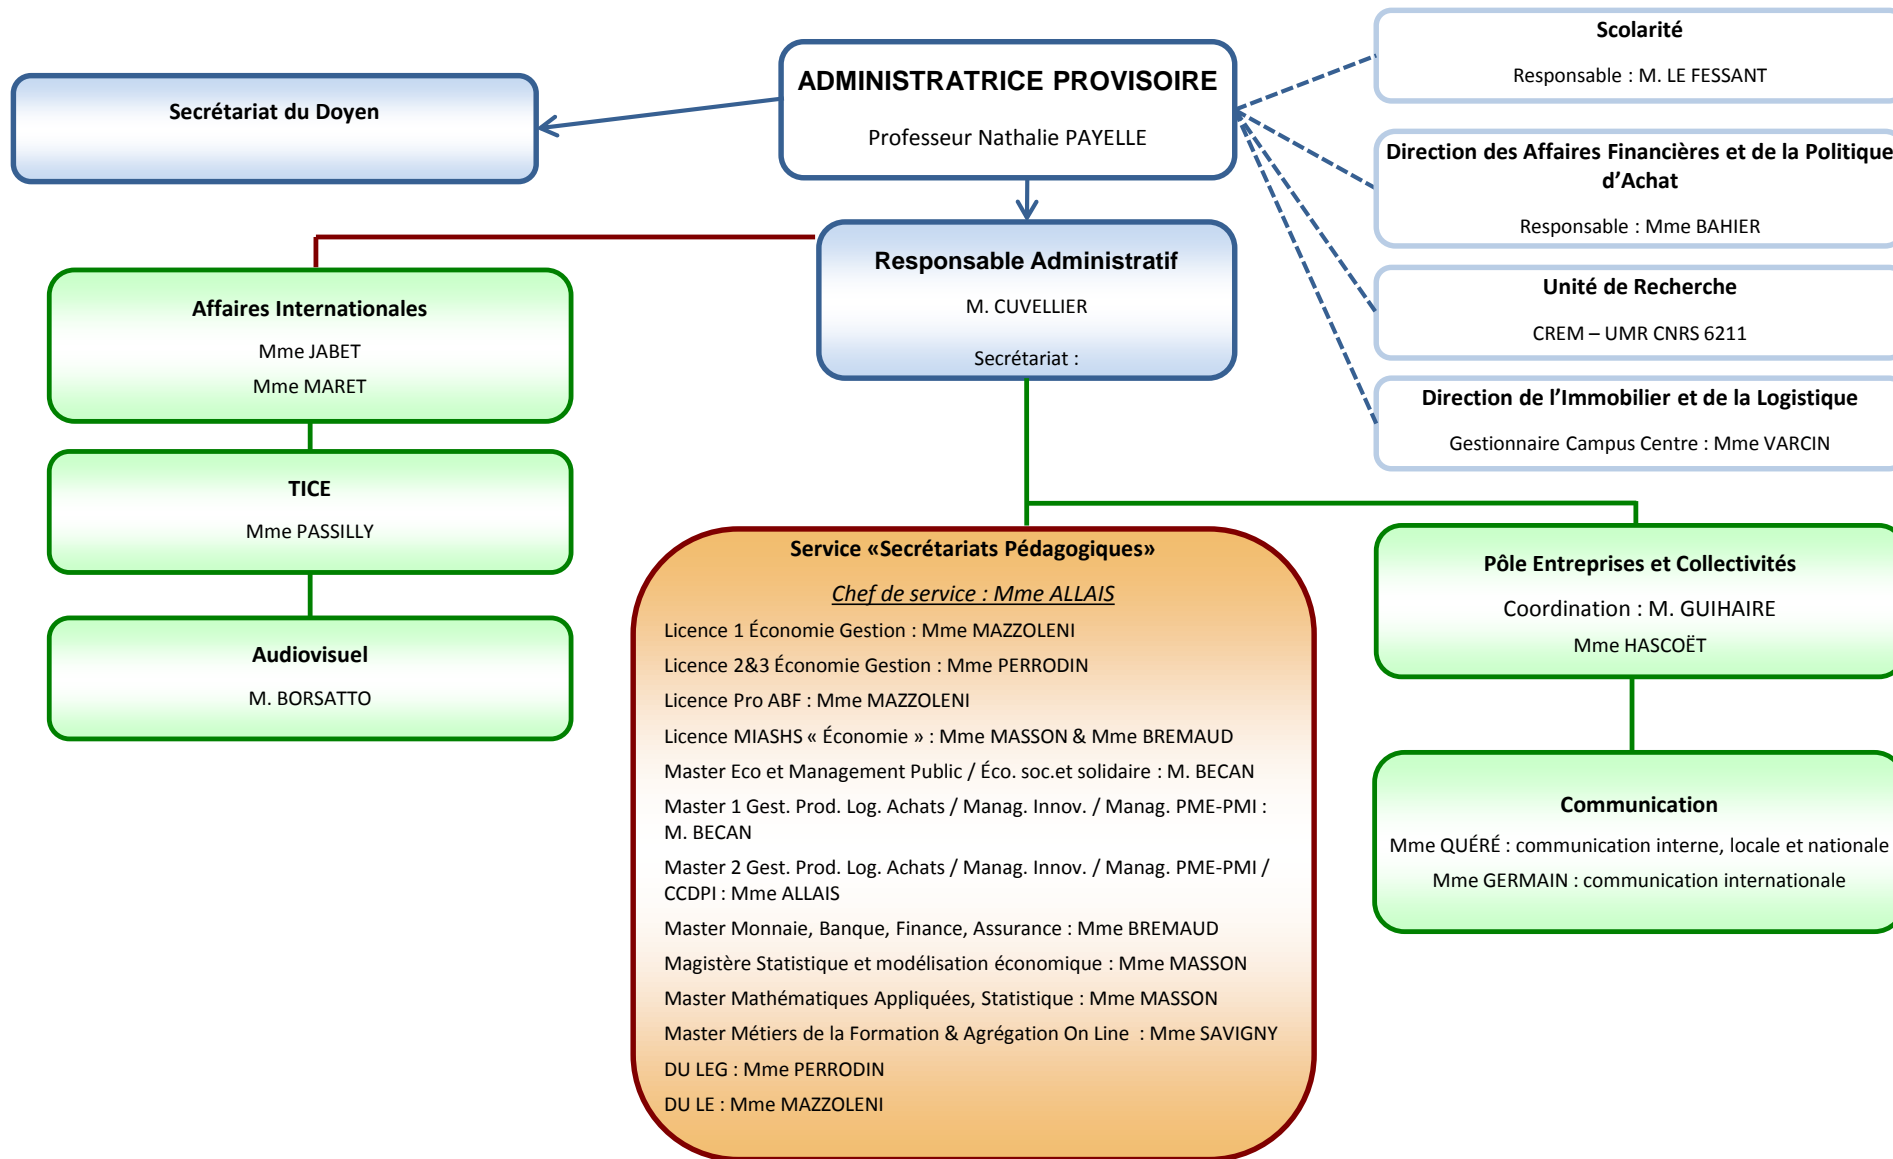 ADMINISTRATRICE PROVISOIRE
Professeur Nathalie PAYELLE
Secrétariat du Doyen
Scolarité
Responsable : M. LE FESSANT
Direction des Affaires Financières et de la Politique
d’Achat
Responsable : Mme BAHIER
Unité de Recherche
CREM – UMR CNRS 6211
Direction de l’Immobilier et de la Logistique
Gestionnaire Campus Centre : Mme VARCIN
Responsable Administratif
M. CUVELLIER
Secrétariat :
Affaires Internationales
Mme JABET
Mme MARET
TICE
Mme PASSILLY
Audiovisuel
M. BORSATTO
Service «Secrétariats Pédagogiques»
Chef de service : Mme ALLAIS
Licence 1 Économie Gestion : Mme MAZZOLENI
Licence 2&3 Économie Gestion : Mme PERRODIN
Licence Pro ABF : Mme MAZZOLENI
Licence MIASHS « Économie » : Mme MASSON & Mme BREMAUD
Master Eco et Management Public / Éco. soc.et solidaire : M. BECAN
Master 1 Gest. Prod. Log. Achats / Manag. Innov. / Manag. PME-PMI :
M. BECAN
Master 2 Gest. Prod. Log. Achats / Manag. Innov. / Manag. PME-PMI /
CCDPI : Mme ALLAIS
Master Monnaie, Banque, Finance, Assurance : Mme BREMAUD
Magistère Statistique et modélisation économique : Mme MASSON
Master Mathématiques Appliquées, Statistique : Mme MASSON
Master Métiers de la Formation & Agrégation On Line : Mme SAVIGNY
DU LEG : Mme PERRODIN
DU LE : Mme MAZZOLENI
Pôle Entreprises et Collectivités
Coordination : M. GUIHAIRE
Mme HASCOËT
Communication
Mme QUÉRÉ : communication interne, locale et nationale
Mme GERMAIN : communication internationale